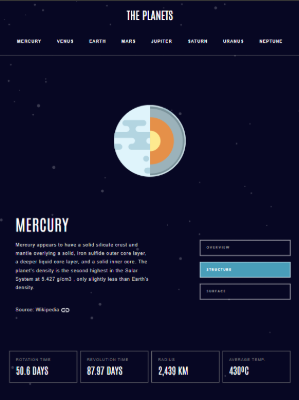 THE PLANETS
MERCURY VENUS EARTH MARS JUPITER SATURN URANUS NEPTUNE
MERCURY
Mercury appears to have a solid silicate crust and
mantle overlying a solid, iron sulfide outer core layer,
a deeper liquid core layer, and a solid inner core. The
planet's density is the second highest in the Solar
System at 5.427 g/cm3 , only slightly less than Earth's
density.
Source: Wikipedia
OVERVIEW
STRUCTURE
SURFACE
ROTATION TIME
58.6 DAYS
REVOLUTION TIME
87.97 DAYS
RADIUS
2,439 KM
AVERAGE TEMP.
430ºC